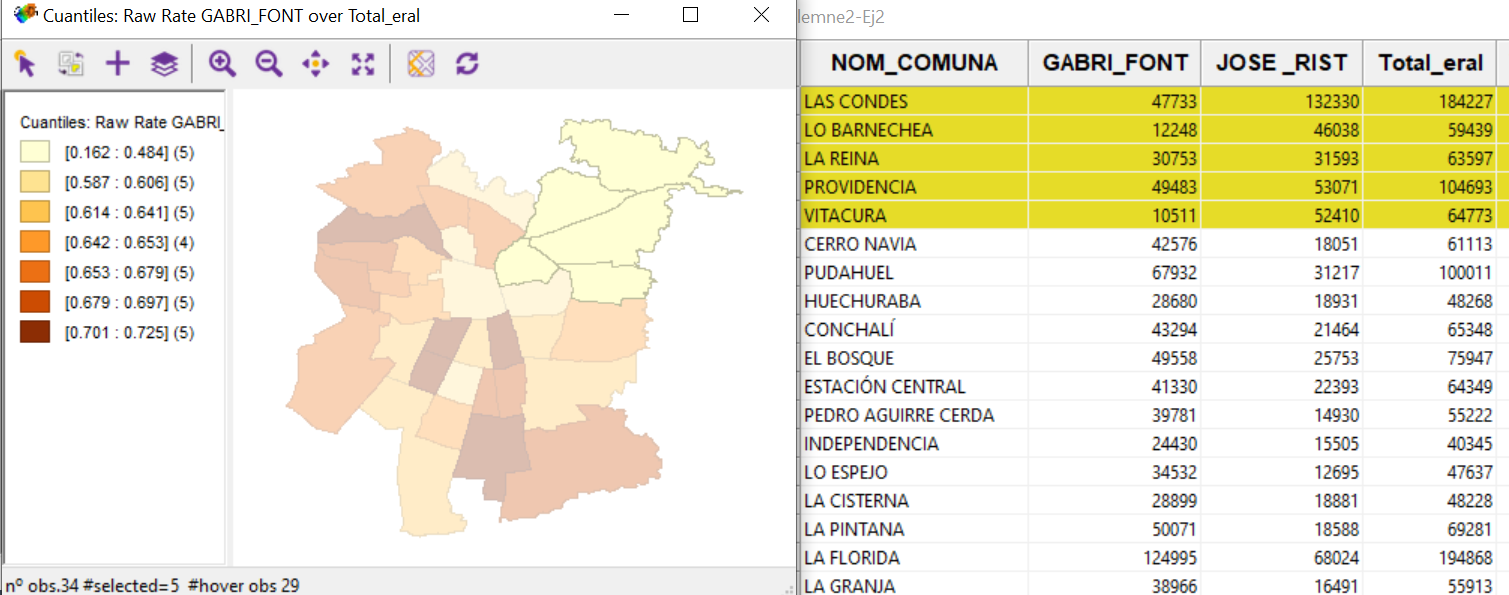 Cuantiles: Raw Rate GABRI_FONT over Total_eral
lemne2-Ej2
Cuantiles: Raw Rate GABRI_
[0.162 : 0.484] (5)
[0.587 : 0.606] (5)
[0.614 : 0.641] (5)
[0.642 : 0.653] (4)
[0.653 : 0.679] (5)
[0.679 : 0.697] (5)
[0.701 : 0.725] (5)
nº obs.34 #selected=5 #hover obs 29
NOM_COMUNA GABRI_FONT JOSE _RIST Total_eral
LAS CONDES 47733 132330 184227
LO BARNECHEA 12248 46038 59439
LA REINA 30753 31593 63597
PROVIDENCIA 49483 53071 104693
VITACURA 10511 52410 64773
CERRO NAVIA 42576 18051 61113
PUDAHUEL 67932 31217 100011
HUECHURABA 28680 18931 48268
CONCHALÍ 43294 21464 65348
EL BOSQUE 49558 25753 75947
ESTACIÓN CENTRAL 41330 22393 64349
PEDRO AGUIRRE CERDA 39781 14930 55222
INDEPENDENCIA 24430 15505 40345
LO ESPEJO 34532 12695 47637
LA CISTERNA 28899 18881 48228
LA PINTANA 50071 18588 69281
LA FLORIDA 124995 68024 194868
LA GRANJA 38966 16491 55913